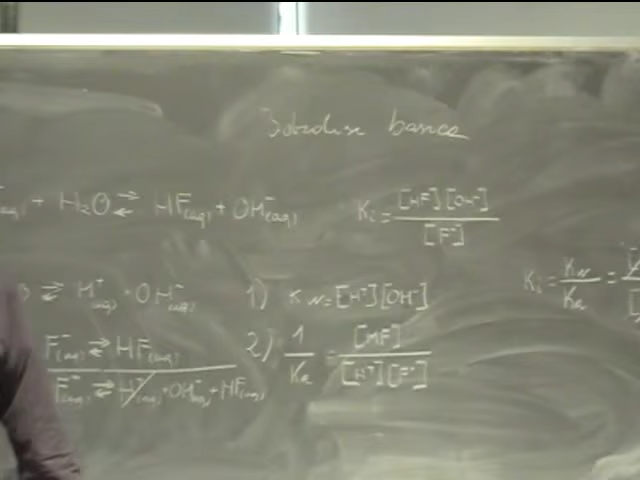 Idrolisi basica
(aq) + H₂O ⇄ HF(aq) + OH⁻(aq) Ki = [HF][OH⁻] / [F⁻]
⇄ H⁺(aq) + OH⁻(aq) 1) Kw = [H⁺][OH⁻] Ki = Kw / Ka =
F⁻(aq) ⇄ HF(aq) 2) 1 / Ka = [HF] / [H⁺][F⁻]
F⁻(aq) ⇄ H⁺(aq) + OH⁻(aq) + HF(aq)